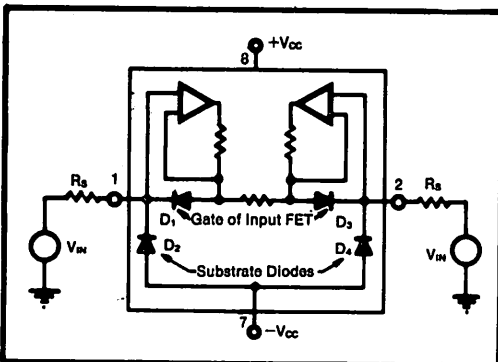 8 +Vcc
Rs 1 2 Rs
D1 Gate of Input FET D3
VIN D2 D4 VIN
Substrate Diodes
7 -Vcc